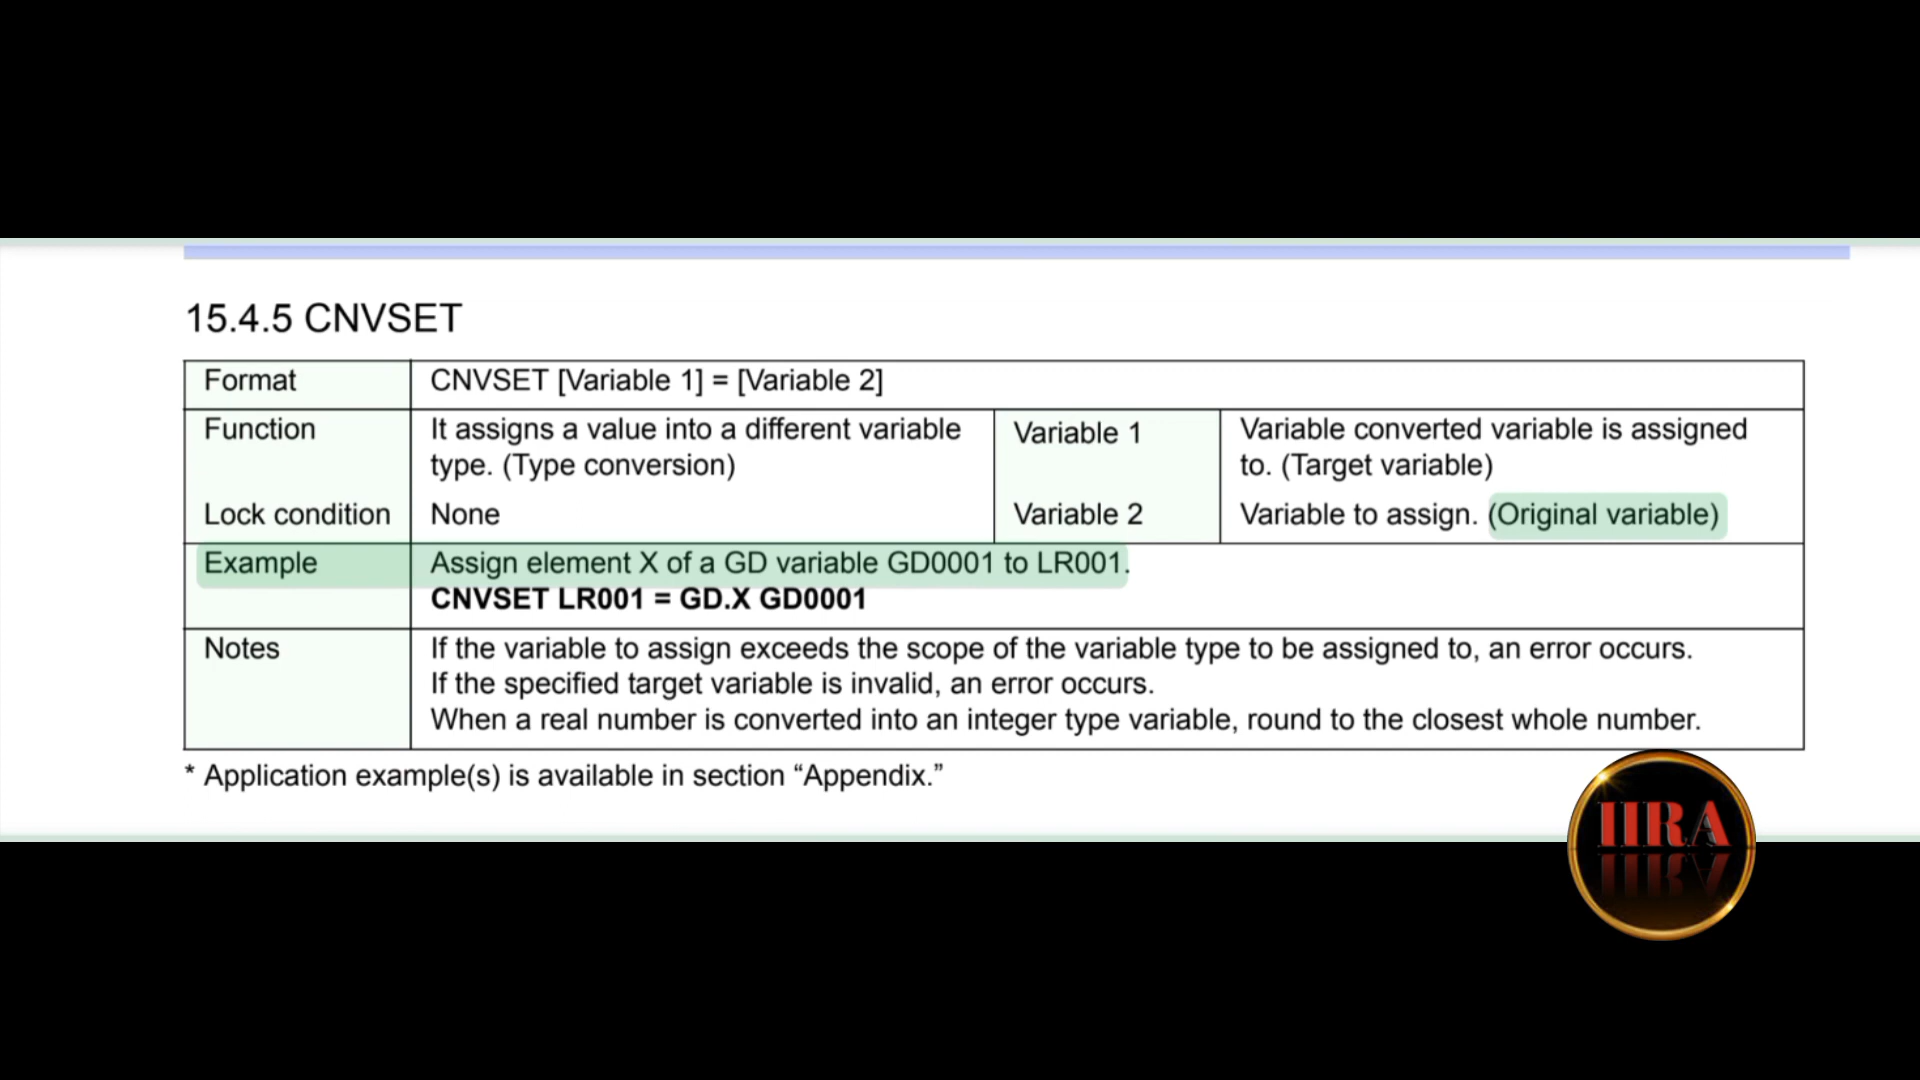 15.4.5 CNVSET
Format
CNVSET [Variable 1] = [Variable 2]
Function
It assigns a value into a different variable
type. (Type conversion)
Variable 1
Variable converted variable is assigned
to. (Target variable)
Lock condition
None
Variable 2
Variable to assign. (Original variable)
Example
Assign element X of a GD variable GD0001 to LR001.
CNVSET LR001 = GD.X GD0001
Notes
If the variable to assign exceeds the scope of the variable type to be assigned to, an error occurs.
If the specified target variable is invalid, an error occurs.
When a real number is converted into an integer type variable, round to the closest whole number.
* Application example(s) is available in section “Appendix.”
IIRA